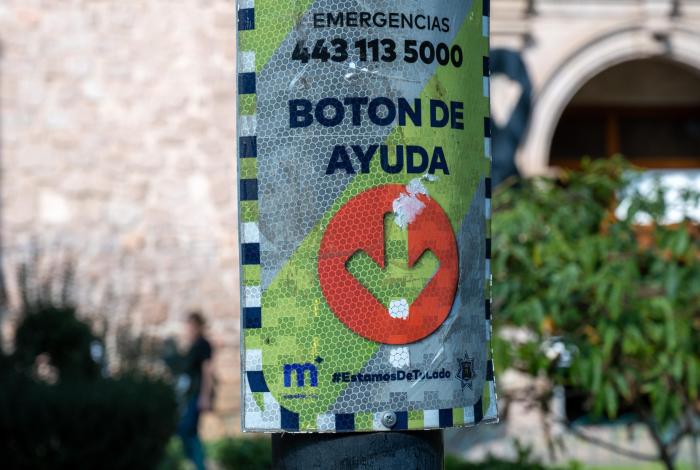 EMERGENCIAS
443 113 5000
BOTON DE
AYUDA
m+
#EstamosDeTuLado